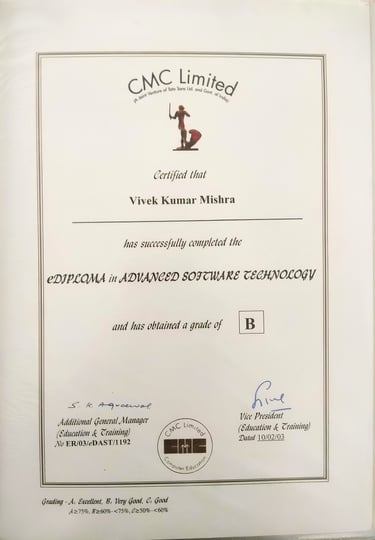 CMC Limited
(A Joint Venture of Tata Sons Ltd. and Govt. of India)
Certified that
Vivek Kumar Mishra
has successfully completed the
eDIPLOMA in ADVANCED SOFTWARE TECHNOLOGY
and has obtained a grade of B
S. K. Agrawal
Additional General Manager
(Education & Training)
№ ER/03/eDAST/1192
CMC Limited
CMC
Computer Education
Vice President
(Education & Training)
Dated 10/02/03
Grading - A. Excellent, B. Very Good, C. Good
A≥75%, B≥60%-<75%, C≥50%-<60%